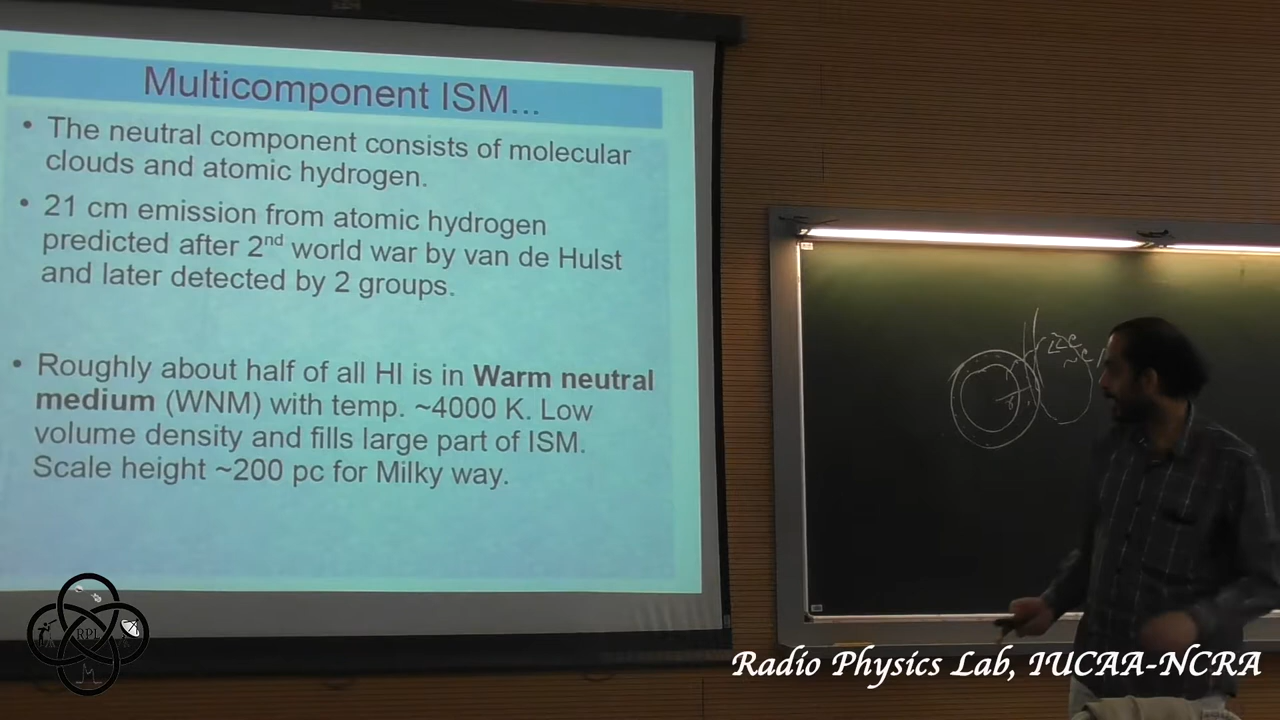 Multicomponent ISM...
• The neutral component consists of molecular
clouds and atomic hydrogen.
• 21 cm emission from atomic hydrogen
predicted after 2nd world war by van de Hulst
and later detected by 2 groups.
• Roughly about half of all HI is in Warm neutral
medium (WNM) with temp. ~4000 K. Low
volume density and fills large part of ISM.
Scale height ~200 pc for Milky way.
RPL
Radio Physics Lab, IUCAA-NCRA